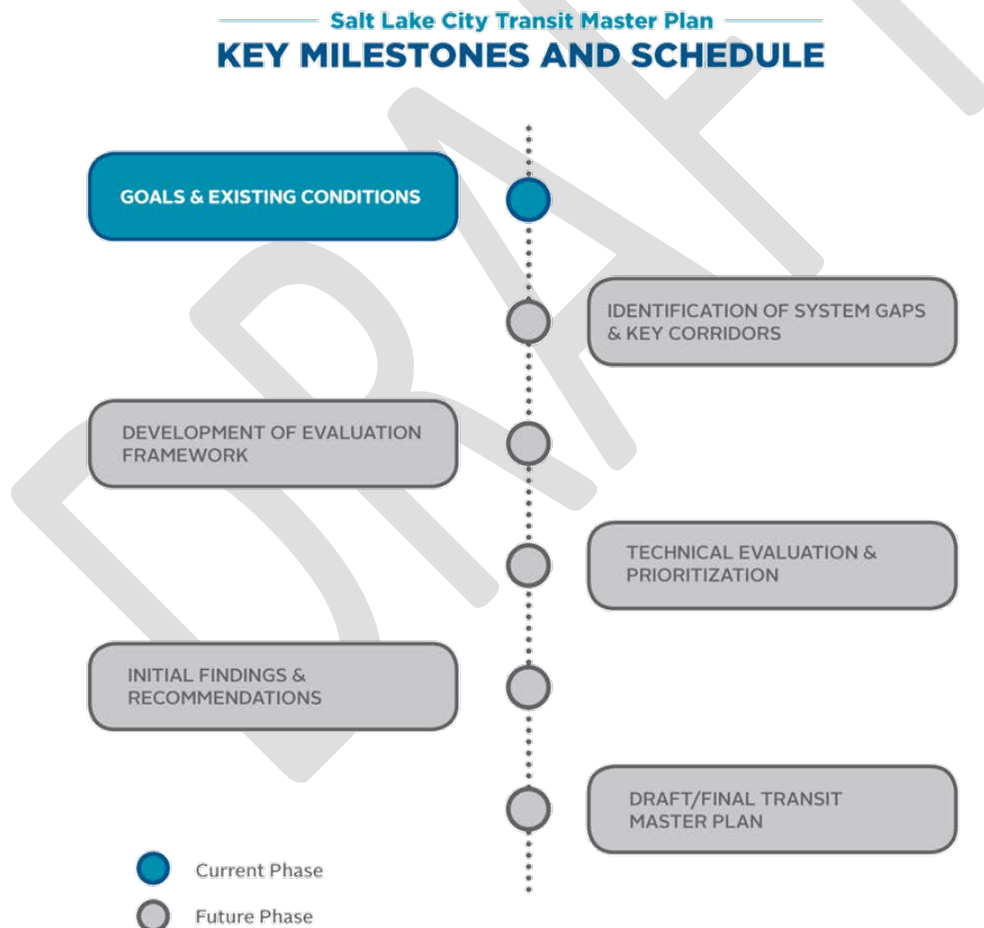 Salt Lake City Transit Master Plan
KEY MILESTONES AND SCHEDULE
GOALS & EXISTING CONDITIONS
IDENTIFICATION OF SYSTEM GAPS
& KEY CORRIDORS
DEVELOPMENT OF EVALUATION
FRAMEWORK
TECHNICAL EVALUATION &
PRIORITIZATION
INITIAL FINDINGS &
RECOMMENDATIONS
DRAFT/FINAL TRANSIT
MASTER PLAN
Current Phase
Future Phase
DRAFT